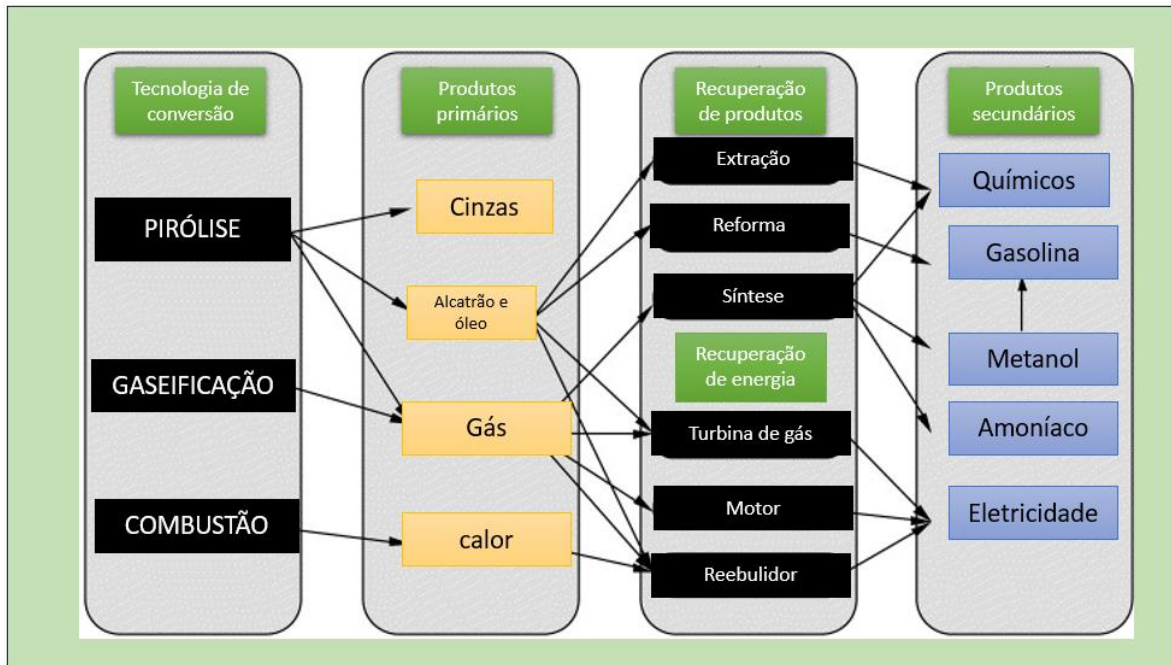 Tecnologia de
conversão
PIRÓLISE
GASEIFICAÇÃO
COMBUSTÃO
Produtos
primários
Cinzas
Alcatrão e
óleo
Gás
calor
Recuperação
de produtos
Extração
Reforma
Síntese
Recuperação
de energia
Turbina de gás
Motor
Reebulidor
Produtos
secundários
Químicos
Gasolina
Metanol
Amoníaco
Eletricidade